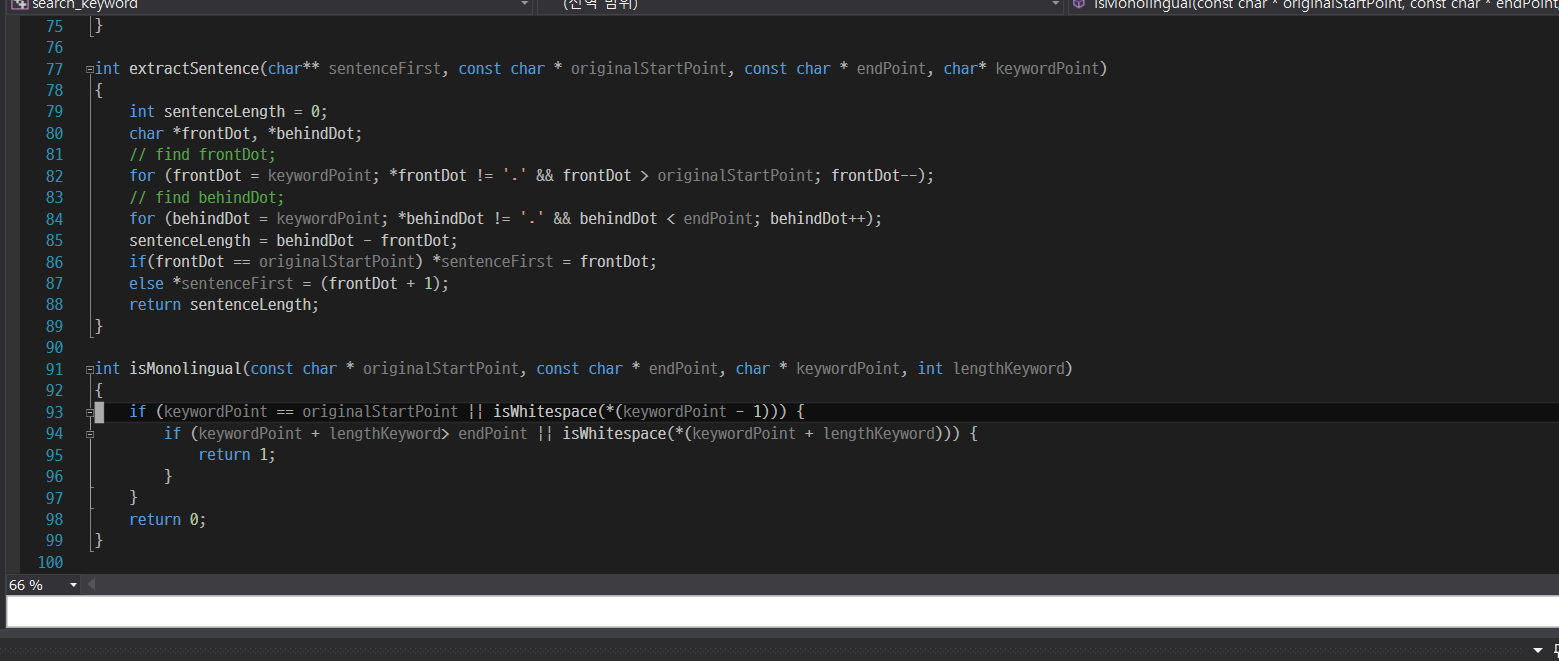 search_keyword (전역 범위) isMonolingual(const char * originalStartPoint, const char * endPoint,
75 }
76
77 int extractSentence(char** sentenceFirst, const char * originalStartPoint, const char * endPoint, char* keywordPoint)
78 {
79 int sentenceLength = 0;
80 char *frontDot, *behindDot;
81 // find frontDot;
82 for (frontDot = keywordPoint; *frontDot != '.' && frontDot > originalStartPoint; frontDot--);
83 // find behindDot;
84 for (behindDot = keywordPoint; *behindDot != '.' && behindDot < endPoint; behindDot++);
85 sentenceLength = behindDot - frontDot;
86 if(frontDot == originalStartPoint) *sentenceFirst = frontDot;
87 else *sentenceFirst = (frontDot + 1);
88 return sentenceLength;
89 }
90
91 int isMonolingual(const char * originalStartPoint, const char * endPoint, char * keywordPoint, int lengthKeyword)
92 {
93 if (keywordPoint == originalStartPoint || isWhitespace(*(keywordPoint - 1))) {
94 if (keywordPoint + lengthKeyword> endPoint || isWhitespace(*(keywordPoint + lengthKeyword))) {
95 return 1;
96 }
97 }
98 return 0;
99 }
100
66 %